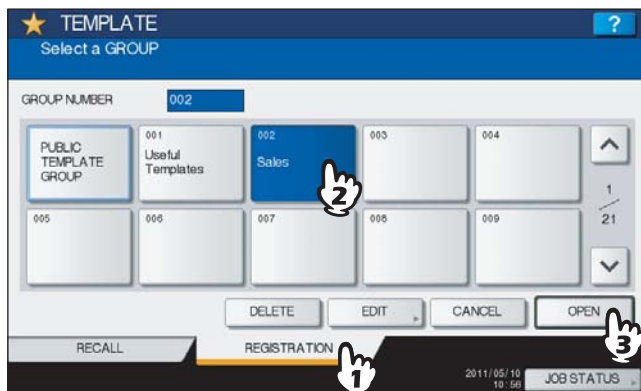 TEMPLATE
?
Select a GROUP
GROUP NUMBER 002
PUBLIC
TEMPLATE
GROUP
001
Useful
Templates
002
Sales
003
004
1
21
005
006
007
008
009
DELETE
EDIT
CANCEL
OPEN
RECALL
REGISTRATION
2011/05/10
10:56
JOB STATUS
2
3
1